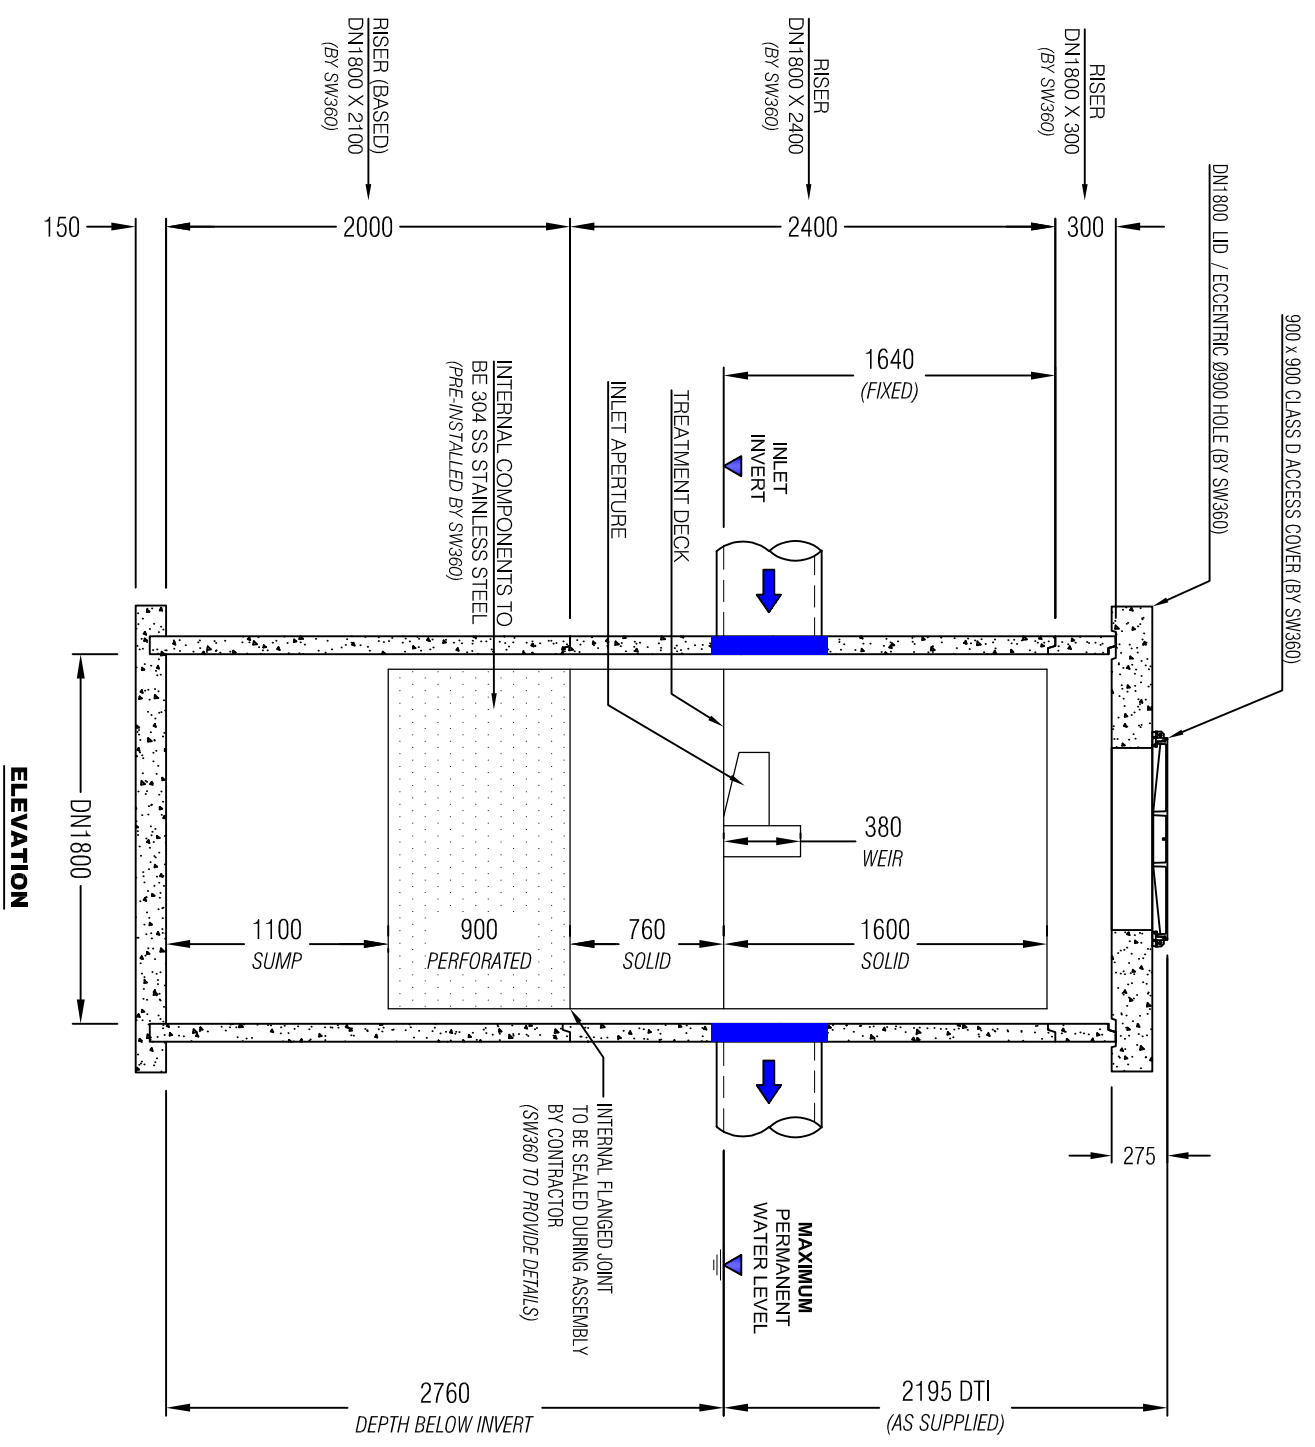 RISER (BASED)
DN1800 X 2100
(BY SW360)
RISER
DN1800 X 2400
(BY SW360)
RISER
DN1800 X 300
(BY SW360)
DN1800 LID / ECCENTRIC Ø900 HOLE (BY SW360)
900 x 900 CLASS D ACCESS COVER (BY SW360)
150
2000
2400
300
1640
(FIXED)
INTERNAL COMPONENTS TO
BE 304 SS STAINLESS STEEL
(PRE-INSTALLED BY SW360)
INLET APERTURE
TREATMENT DECK
INLET
INVERT
380
WEIR
1100
SUMP
900
PERFORATED
760
SOLID
1600
SOLID
DN1800
ELEVATION
INTERNAL FLANGED JOINT
TO BE SEALED DURING ASSEMBLY
BY CONTRACTOR
(SW360 TO PROVIDE DETAILS)
275
MAXIMUM
PERMANENT
WATER LEVEL
2760
DEPTH BELOW INVERT
2195 DTI
(AS SUPPLIED)